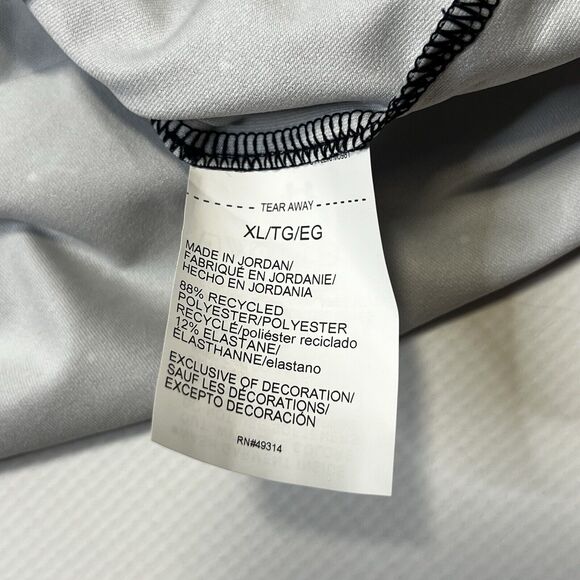 TEAR AWAY
XL/TG/EG
MADE IN JORDAN/
FABRIQUÉ EN JORDANIE/
HECHO EN JORDANIA
88% RECYCLED
POLYESTER/POLYESTER
RECYCLÉ/poliéster reciclado
12% ELASTANE/
ÉLASTHANNE/elastano
EXCLUSIVE OF DECORATION/
SAUF LES DÉCORATIONS/
EXCEPTO DECORACIÓN
RN#49314